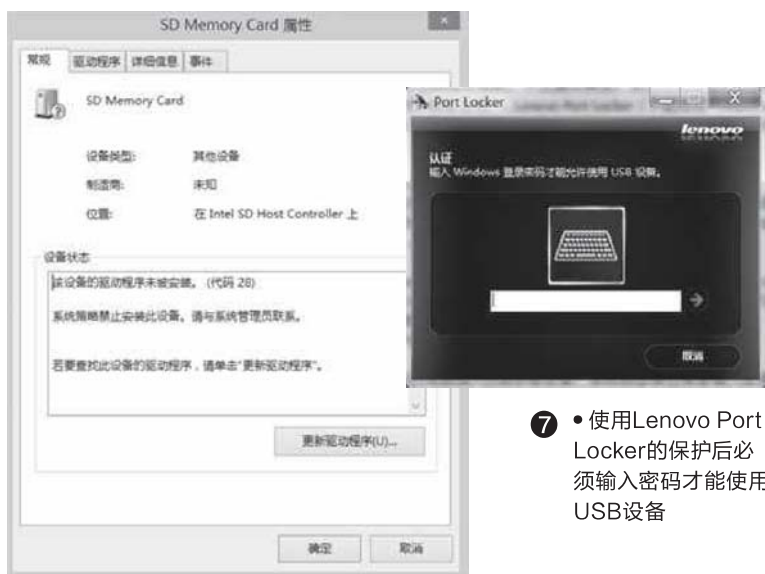 SD Memory Card 属性
常规 驱动程序 详细信息 事件
SD Memory Card
设备类型: 其他设备
制造商: 未知
位置: 在 Intel SD Host Controller 上
设备状态
该设备的驱动程序未被安装。 (代码 28)
系统策略禁止安装此设备。请与系统管理员联系。
若要查找此设备的驱动程序，请单击"更新驱动程序"。
更新驱动程序(U)...
确定 取消
Port Locker
X
lenovo
认证
输入 Windows 登录密码才能允许使用 USB 设备。
取消
❼ •使用Lenovo Port
Locker的保护后必
须输入密码才能使用
USB设备